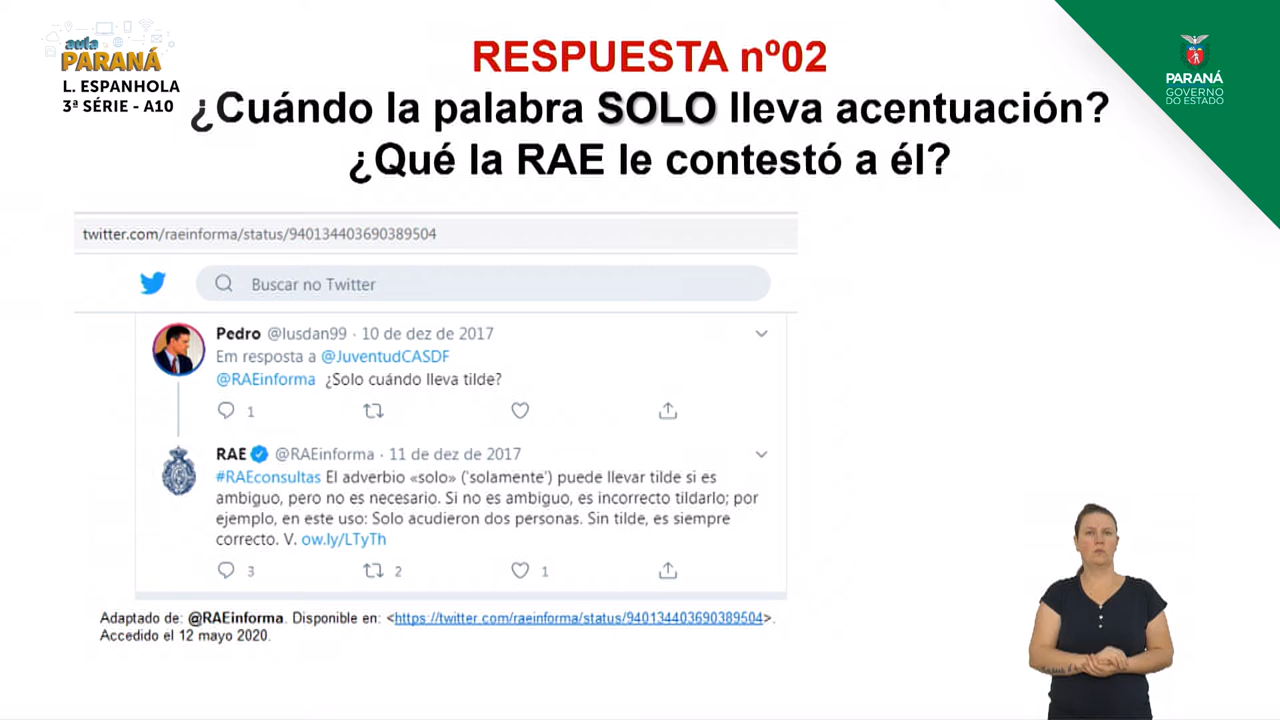 aula
PARANÁ
L. ESPANHOLA
3ª SÉRIE - A10
RESPUESTA nº02
¿Cuándo la palabra SOLO lleva acentuación?
¿Qué la RAE le contestó a él?
PARANÁ
GOVERNO
DO ESTADO
twitter.com/raeinforma/status/940134403690389504
Buscar no Twitter
Pedro @lusdan99 · 10 de dez de 2017
Em resposta a @JuventudCASDF
@RAEinforma ¿Solo cuándo lleva tilde?
1
RAE @RAEinforma · 11 de dez de 2017
#RAEconsultas El adverbio «solo» ('solamente') puede llevar tilde si es
ambiguo, pero no es necesario. Si no es ambiguo, es incorrecto tildarlo; por
ejemplo, en este uso: Solo acudieron dos personas. Sin tilde, es siempre
correcto. V. ow.ly/LTyTh
3 2 1
Adaptado de: @RAEinforma. Disponible en: <https://twitter.com/raeinforma/status/940134403690389504>.
Accedido el 12 mayo 2020.